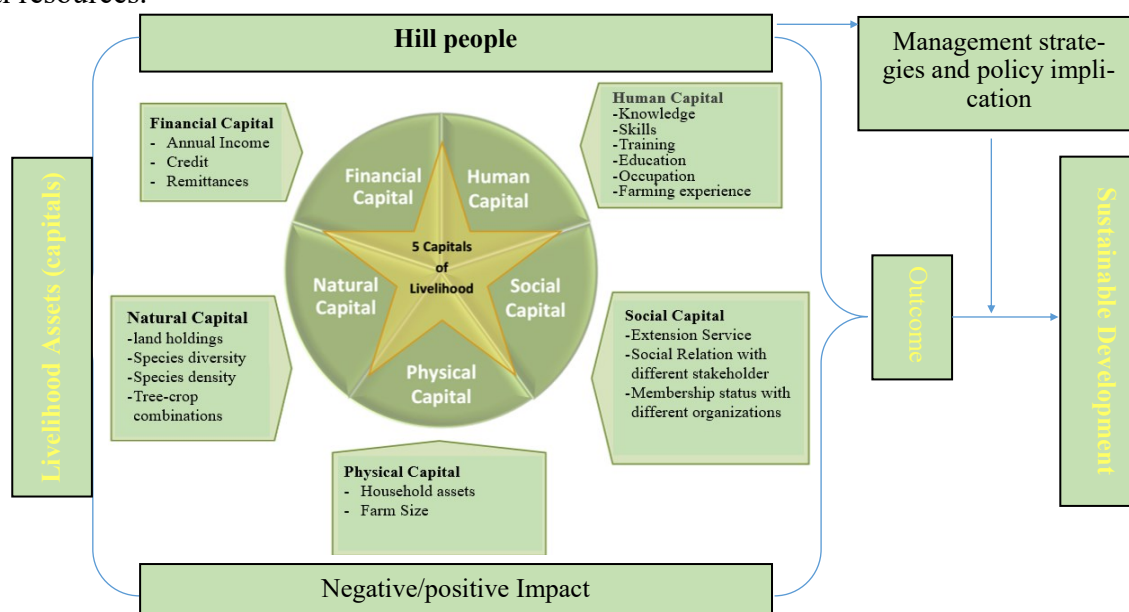 resources.
Hill people
Management strate-
gies and policy impli-
cation
Livelihood Assets (capitals)
Financial Capital
- Annual Income
- Credit
- Remittances
Human Capital
-Knowledge
-Skills
-Training
-Education
-Occupation
-Farming experience
Financial
Capital
Human
Capital
5 Capitals
of
Livelihood
Natural
Capital
Social
Capital
Physical
Capital
Natural Capital
-land holdings
-Species diversity
-Species density
-Tree-crop
combinations
Social Capital
-Extension Service
-Social Relation with
different stakeholder
-Membership status with
different organizations
Physical Capital
- Household assets
- Farm Size
Outcome
Sustainable Development
Negative/positive Impact